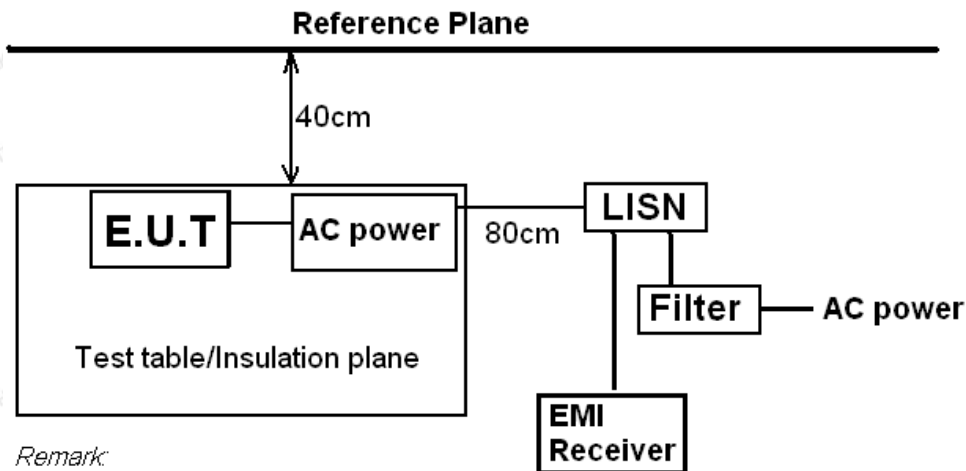 Reference Plane
40cm
E.U.T
AC power
80cm
LISN
Filter
AC power
Test table/Insulation plane
EMI
Receiver
Remark: